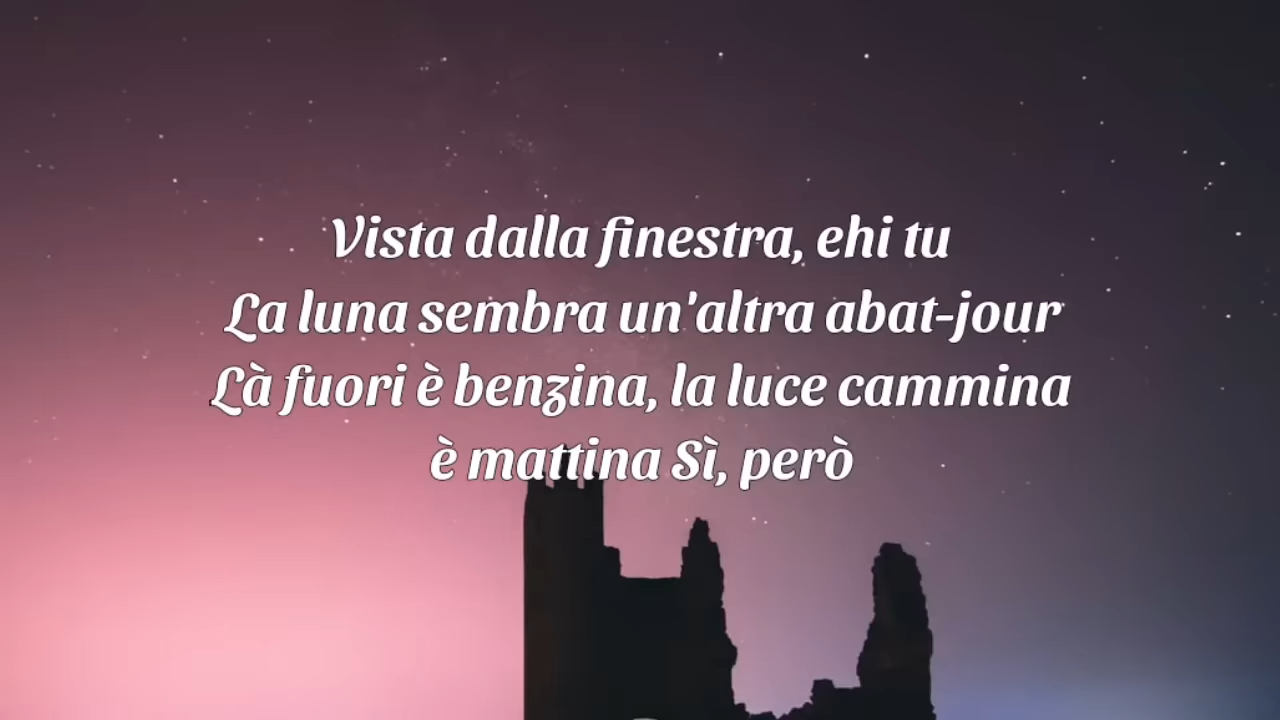 Vista dalla finestra, ehi tu
La luna sembra un'altra abat-jour
Là fuori è benzina, la luce cammina
è mattina Sì, però